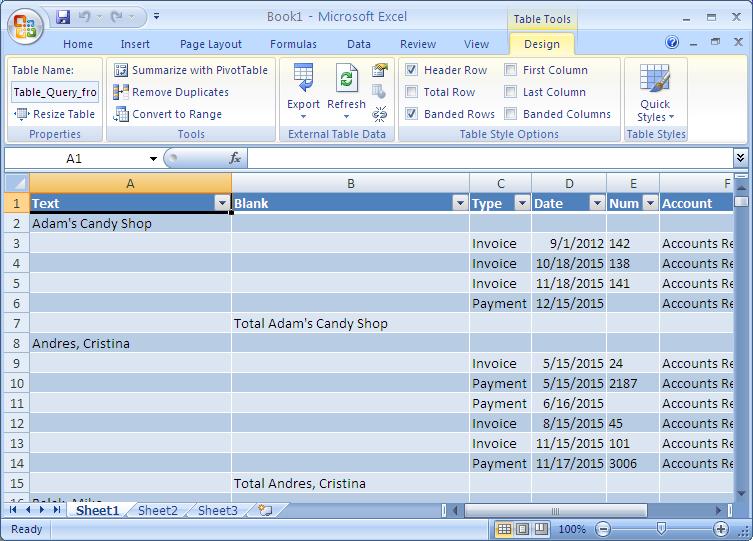 Book1 - Microsoft Excel
Table Tools
Home Insert Page Layout Formulas Data Review View Design
Table Name:
Table_Query_fro
Resize Table
Properties
Summarize with PivotTable
Remove Duplicates
Convert to Range
Tools
Export Refresh
External Table Data
Header Row First Column
Total Row Last Column
Banded Rows Banded Columns
Table Style Options
Quick
Styles
Table Styles
A1 fx
A B C D E F
1 Text Blank Type Date Num Account
2 Adam's Candy Shop
3 Invoice 9/1/2012 142 Accounts Re
4 Invoice 10/18/2015 138 Accounts Re
5 Invoice 11/18/2015 141 Accounts Re
6 Payment 12/15/2015 Accounts Re
7 Total Adam's Candy Shop
8 Andres, Cristina
9 Invoice 5/15/2015 24 Accounts Re
10 Payment 5/15/2015 2187 Accounts Re
11 Payment 6/16/2015 Accounts Re
12 Invoice 8/15/2015 45 Accounts Re
13 Invoice 11/15/2015 101 Accounts Re
14 Payment 11/17/2015 3006 Accounts Re
15 Total Andres, Cristina
Sheet1 Sheet2 Sheet3
Ready 100%